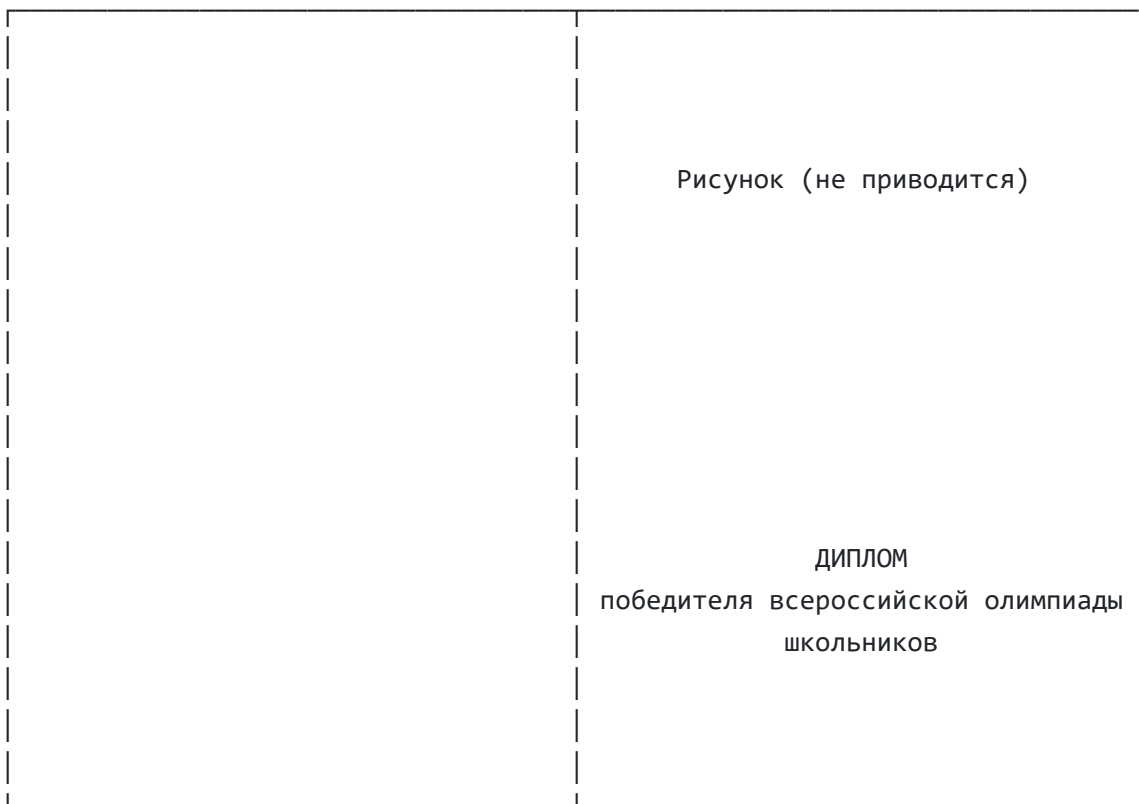 Рисунок (не приводится)
ДИПЛОМ
победителя всероссийской олимпиады
школьников